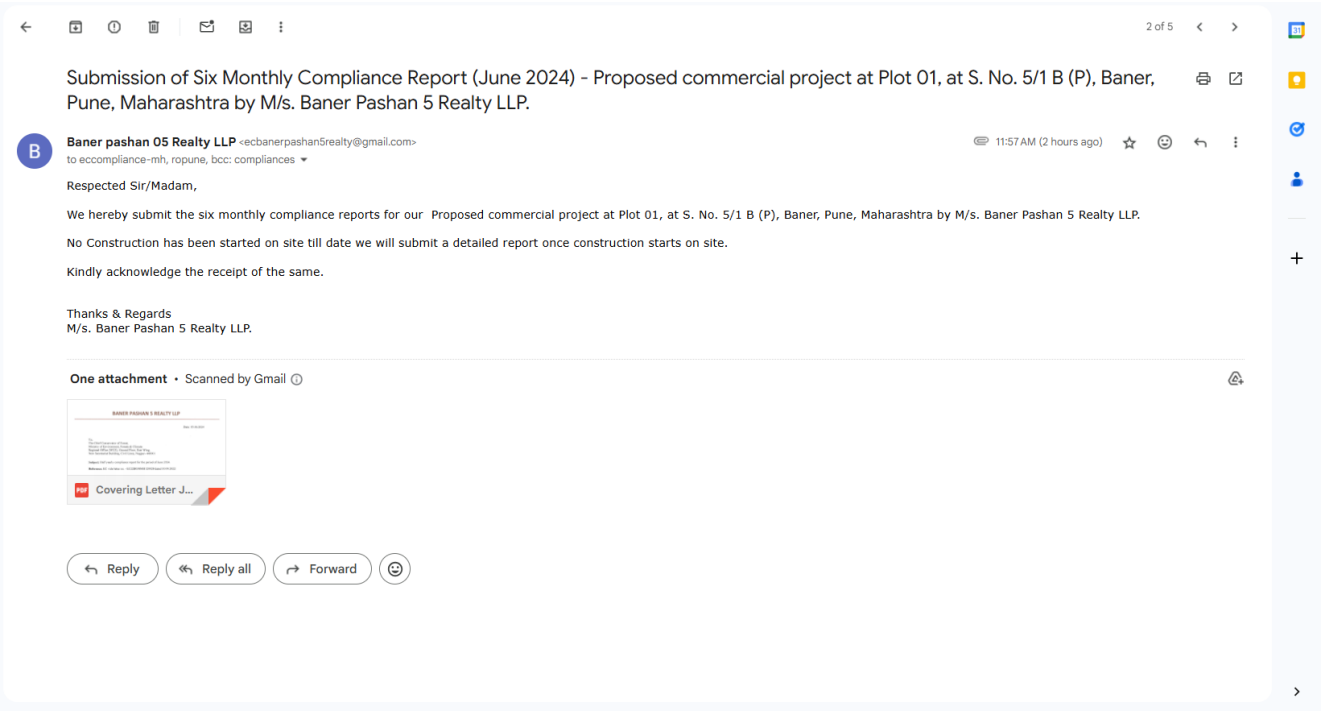 2 of 5
31
Submission of Six Monthly Compliance Report (June 2024) - Proposed commercial project at Plot 01, at S. No. 5/1 B (P), Baner,
Pune, Maharashtra by M/s. Baner Pashan 5 Realty LLP.
B
Baner pashan 05 Realty LLP <ecbanerpashan5realty@gmail.com>
11:57 AM (2 hours ago)
to eccompliance-mh, ropune, bcc: compliances
Respected Sir/Madam,
We hereby submit the six monthly compliance reports for our  Proposed commercial project at Plot 01, at S. No. 5/1 B (P), Baner, Pune, Maharashtra by M/s. Baner Pashan 5 Realty LLP.
No Construction has been started on site till date we will submit a detailed report once construction starts on site.
Kindly acknowledge the receipt of the same.
Thanks & Regards
M/s. Baner Pashan 5 Realty LLP.
One attachment • Scanned by Gmail
BANER PASHAN 5 REALTY LLP
PDF
Covering Letter J...
Reply
Reply all
Forward